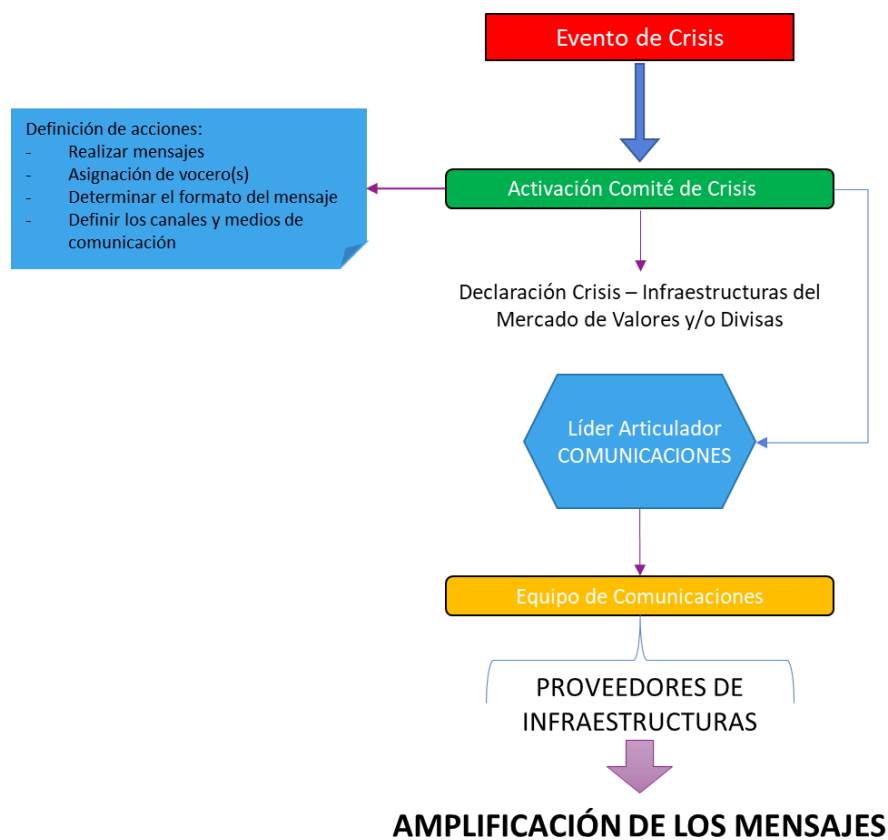 Evento de Crisis
Definición de acciones:
- Realizar mensajes
- Asignación de vocero(s)
- Determinar el formato del mensaje
- Definir los canales y medios de
comunicación
Activación Comité de Crisis
Declaración Crisis – Infraestructuras del
Mercado de Valores y/o Divisas
Líder Articulador
COMUNICACIONES
Equipo de Comunicaciones
PROVEEDORES DE
INFRAESTRUCTURAS
AMPLIFICACIÓN DE LOS MENSAJES